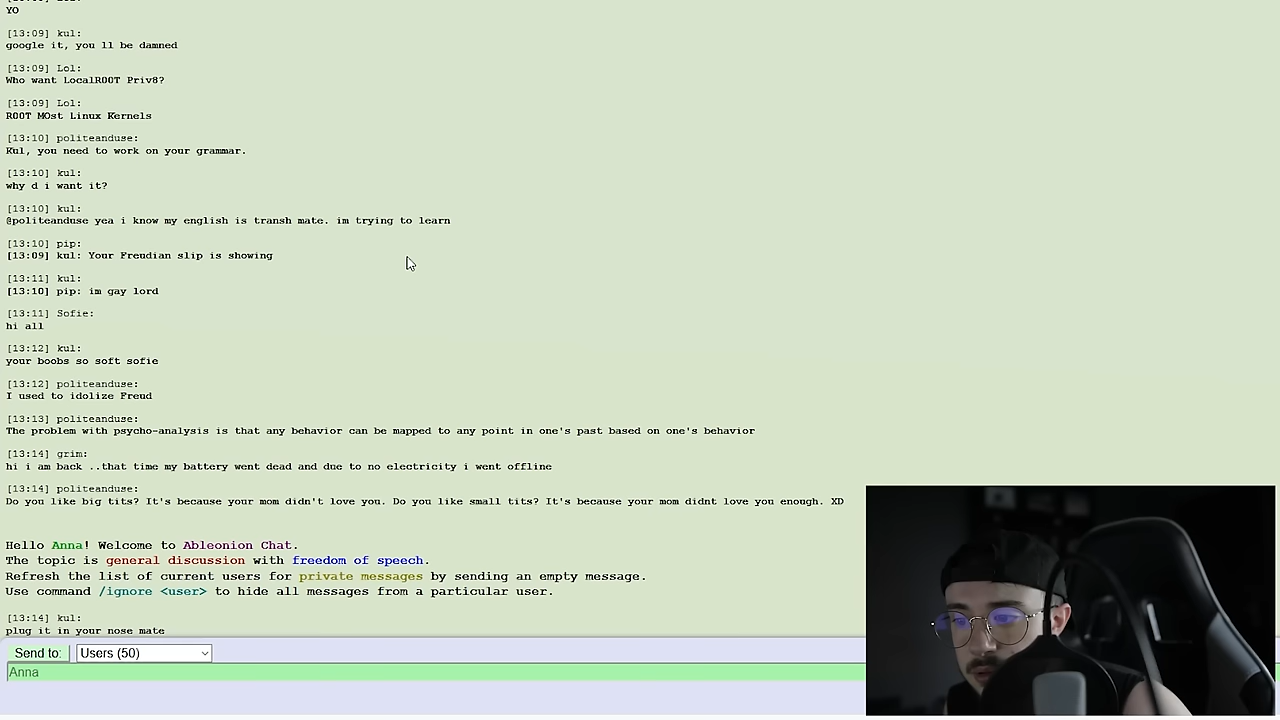 YO
[13:09] kul:
google it, you ll be damned
[13:09] Lol:
Who want LocalROOT Priv8?
[13:09] Lol:
ROOT MOst Linux Kernels
[13:10] politeanduse:
Kul, you need to work on your grammar.
[13:10] kul:
why d i want it?
[13:10] kul:
@politeanduse yea i know my english is transh mate. im trying to learn
[13:10] pip:
[13:09] kul: Your Freudian slip is showing
[13:11] kul:
[13:10] pip: im gay lord
[13:11] Sofie:
hi all
[13:12] kul:
your boobs so soft sofie
[13:12] politeanduse:
I used to idolize Freud
[13:13] politeanduse:
The problem with psycho-analysis is that any behavior can be mapped to any point in one's past based on one's behavior
[13:14] grim:
hi i am back ..that time my battery went dead and due to no electricity i went offline
[13:14] politeanduse:
Do you like big tits? It's because your mom didn't love you. Do you like small tits? It's because your mom didnt love you enough. XD
Hello Anna! Welcome to Ableonion Chat.
The topic is general discussion with freedom of speech.
Refresh the list of current users for private messages by sending an empty message.
Use command /ignore <user> to hide all messages from a particular user.
[13:14] kul:
plug it in your nose mate
Send to: Users (50)
Anna